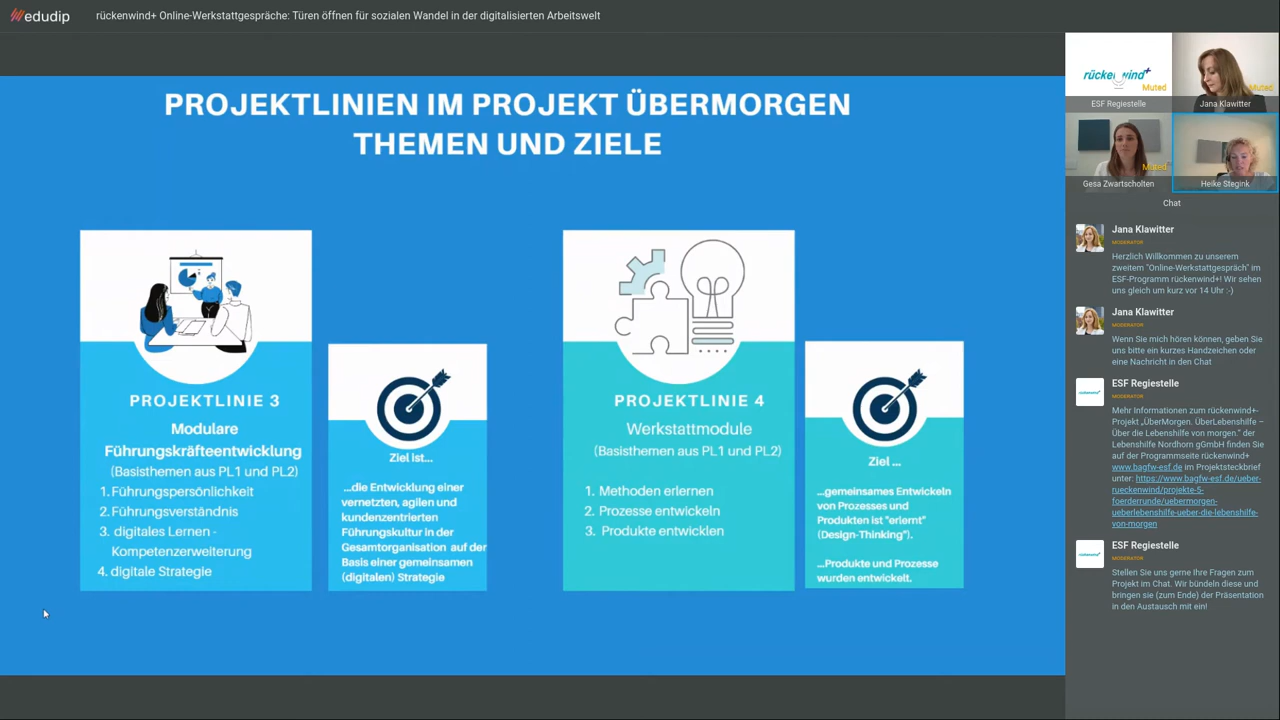 edudip
rückenwind+ Online-Werkstattgespräche: Türen öffnen für sozialen Wandel in der digitalisierten Arbeitswelt
PROJEKTLINIEN IM PROJEKT ÜBERMORGEN
THEMEN UND ZIELE
PROJEKTLINIE 3
Modulare
Führungskräfteentwicklung
(Basisthemen aus PL1 und PL2)
1.Führungspersönlichkeit
2.Führungsverständnis
3. digitales Lernen -
Kompetenzerweiterung
4. digitale Strategie
Ziel ist...
...die Entwicklung einer
vernetzten, agilen und
kundenzentrierten
Führungskultur in der
Gesamtorganisation auf der
Basis einer gemeinsamen
(digitalen) Strategie
PROJEKTLINIE 4
Werkstattmodule
(Basisthemen aus PL1 und PL2)
1. Methoden erlernen
2. Prozesse entwickeln
3. Produkte entwicklen
Ziel ...
...gemeinsames Entwickeln
von Prozesses und
Produkten ist "erlernt"
(Design-Thinking").
...Produkte und Prozesse
wurden entwickelt.
rückenwind+
Muted
ESF Regiestelle
Muted
Jana Klawitter
Muted
Gesa Zwartscholten
Heike Stegink
Chat
Jana Klawitter
MODERATOR
Herzlich Willkommen zu unserem
zweitem "Online-Werkstattgespräch" im
ESF-Programm rückenwind+! Wir sehen
uns gleich um kurz vor 14 Uhr :-)
Jana Klawitter
MODERATOR
Wenn Sie mich hören können, geben Sie
uns bitte ein kurzes Handzeichen oder
eine Nachricht in den Chat
ESF Regiestelle
MODERATOR
Mehr Informationen zum rückenwind+-
Projekt „ÜberMorgen. ÜberLebenshilfe –
Über die Lebenshilfe von morgen.“ der
Lebenshilfe Nordhorn gGmbH finden Sie
auf der Programmseite rückenwind+
www.bagfw-esf.de im Projektsteckbrief
unter: https://www.bagfw-esf.de/ueber-
rueckenwind/projekte-5-
foerderrunde/uebermorgen-
ueberlebenshilfe-ueber-die-lebenshilfe-
von-morgen
ESF Regiestelle
MODERATOR
Stellen Sie uns gerne Ihre Fragen zum
Projekt im Chat. Wir bündeln diese und
bringen sie (zum Ende) der Präsentation
in den Austausch mit ein!